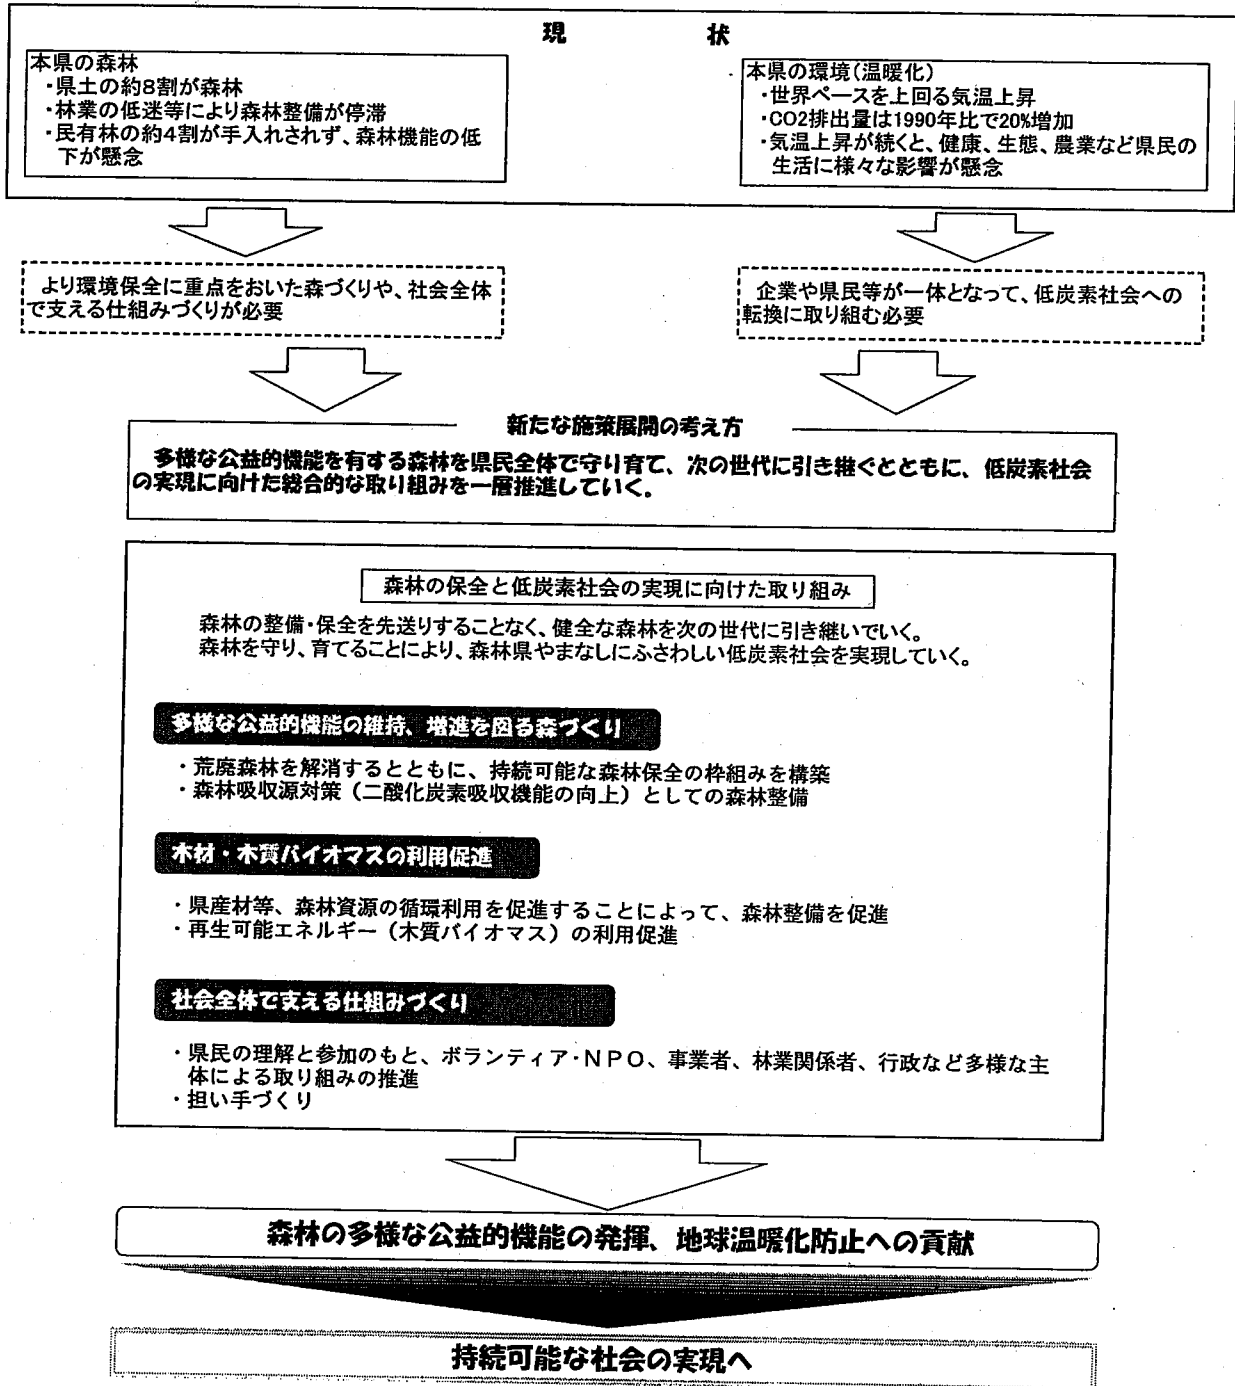 現　状
本県の森林
・県土の約8割が森林
・林業の低迷等により森林整備が停滞
・民有林の約4割が手入れされず、森林機能の低
下が懸念
本県の環境(温暖化)
・世界ペースを上回る気温上昇
・CO2排出量は1990年比で20%増加
・気温上昇が続くと、健康、生態、農業など県民の
生活に様々な影響が懸念
より環境保全に重点をおいた森づくりや、社会全体
で支える仕組みづくりが必要
企業や県民等が一体となって、低炭素社会への
転換に取り組む必要
新たな施策展開の考え方
多様な公益的機能を有する森林を県民全体で守り育て、次の世代に引き継ぐとともに、低炭素社会
の実現に向けた総合的な取り組みを一層推進していく。
森林の保全と低炭素社会の実現に向けた取り組み
森林の整備・保全を先送りすることなく、健全な森林を次の世代に引き継いでいく。
森林を守り、育てることにより、森林県やまなしにふさわしい低炭素社会を実現していく。
多様な公益的機能の維持、増進を図る森づくり
・荒廃森林を解消するとともに、持続可能な森林保全の枠組みを構築
・森林吸収源対策（二酸化炭素吸収機能の向上）としての森林整備
木材・木質バイオマスの利用促進
・県産材等、森林資源の循環利用を促進することによって、森林整備を促進
・再生可能エネルギー（木質バイオマス）の利用促進
社会全体で支える仕組みづくり
・県民の理解と参加のもと、ボランティア・ＮＰＯ、事業者、林業関係者、行政など多様な主
体による取り組みの推進
・担い手づくり
森林の多様な公益的機能の発揮、地球温暖化防止への貢献
持続可能な社会の実現へ